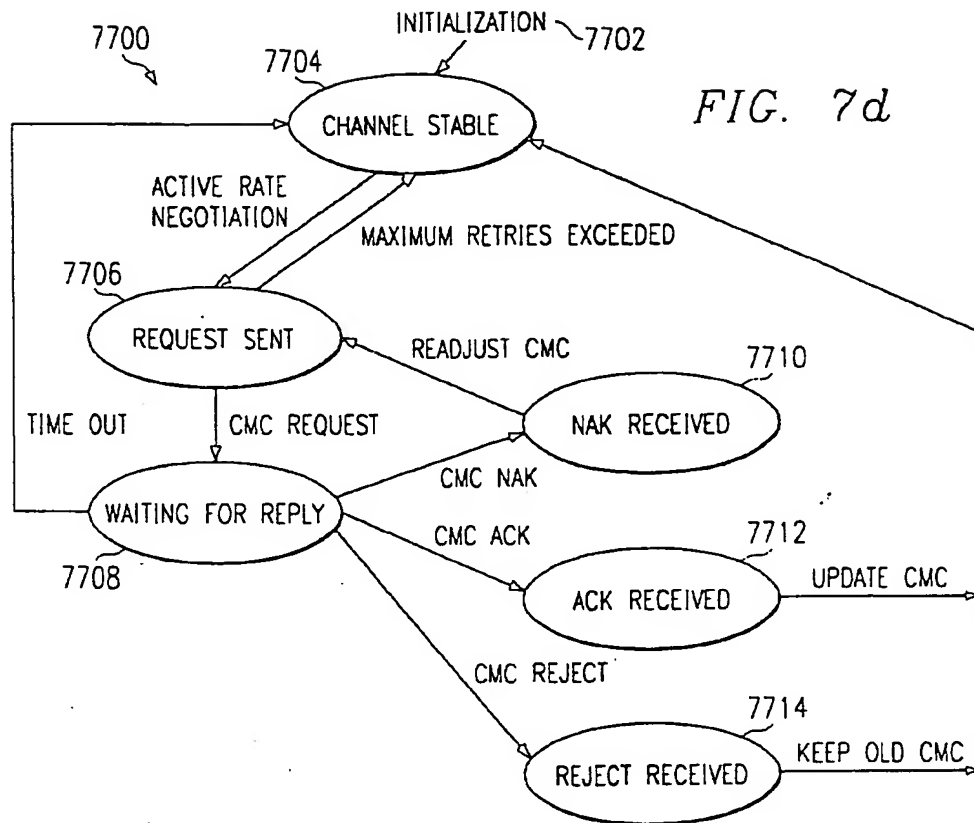 7700
INITIALIZATION
7702
7704
CHANNEL STABLE
FIG. 7d
ACTIVE RATE
NEGOTIATION
MAXIMUM RETRIES EXCEEDED
7706
REQUEST SENT
READJUST CMC
7710
NAK RECEIVED
TIME OUT
CMC REQUEST
CMC NAK
WAITING FOR REPLY
7708
CMC ACK
7712
ACK RECEIVED
UPDATE CMC
CMC REJECT
7714
REJECT RECEIVED
KEEP OLD CMC